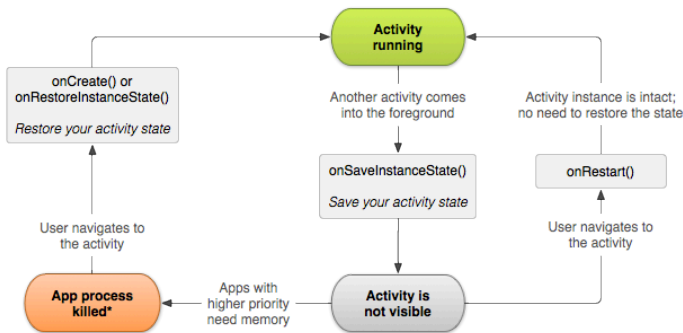 Activity
running
onCreate() or
onRestoreInstanceState()
Restore your activity state
Another activity comes
into the foreground
Activity instance is intact;
no need to restore the state
onSaveInstanceState()
Save your activity state
onRestart()
User navigates to
the activity
User navigates to
the activity
App process
killed*
Apps with
higher priority
need memory
Activity is
not visible